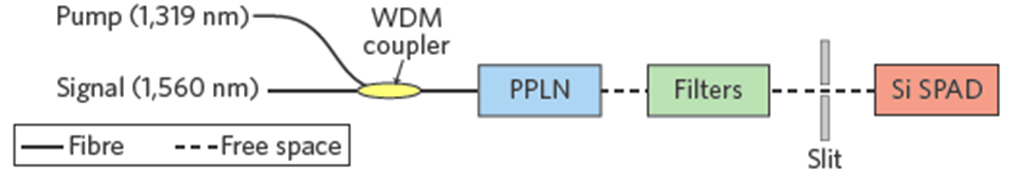 Pump (1,319 nm)
WDM
coupler
Signal (1,560 nm)
PPLN
Filters
Si SPAD
Fibre
Free space
Slit